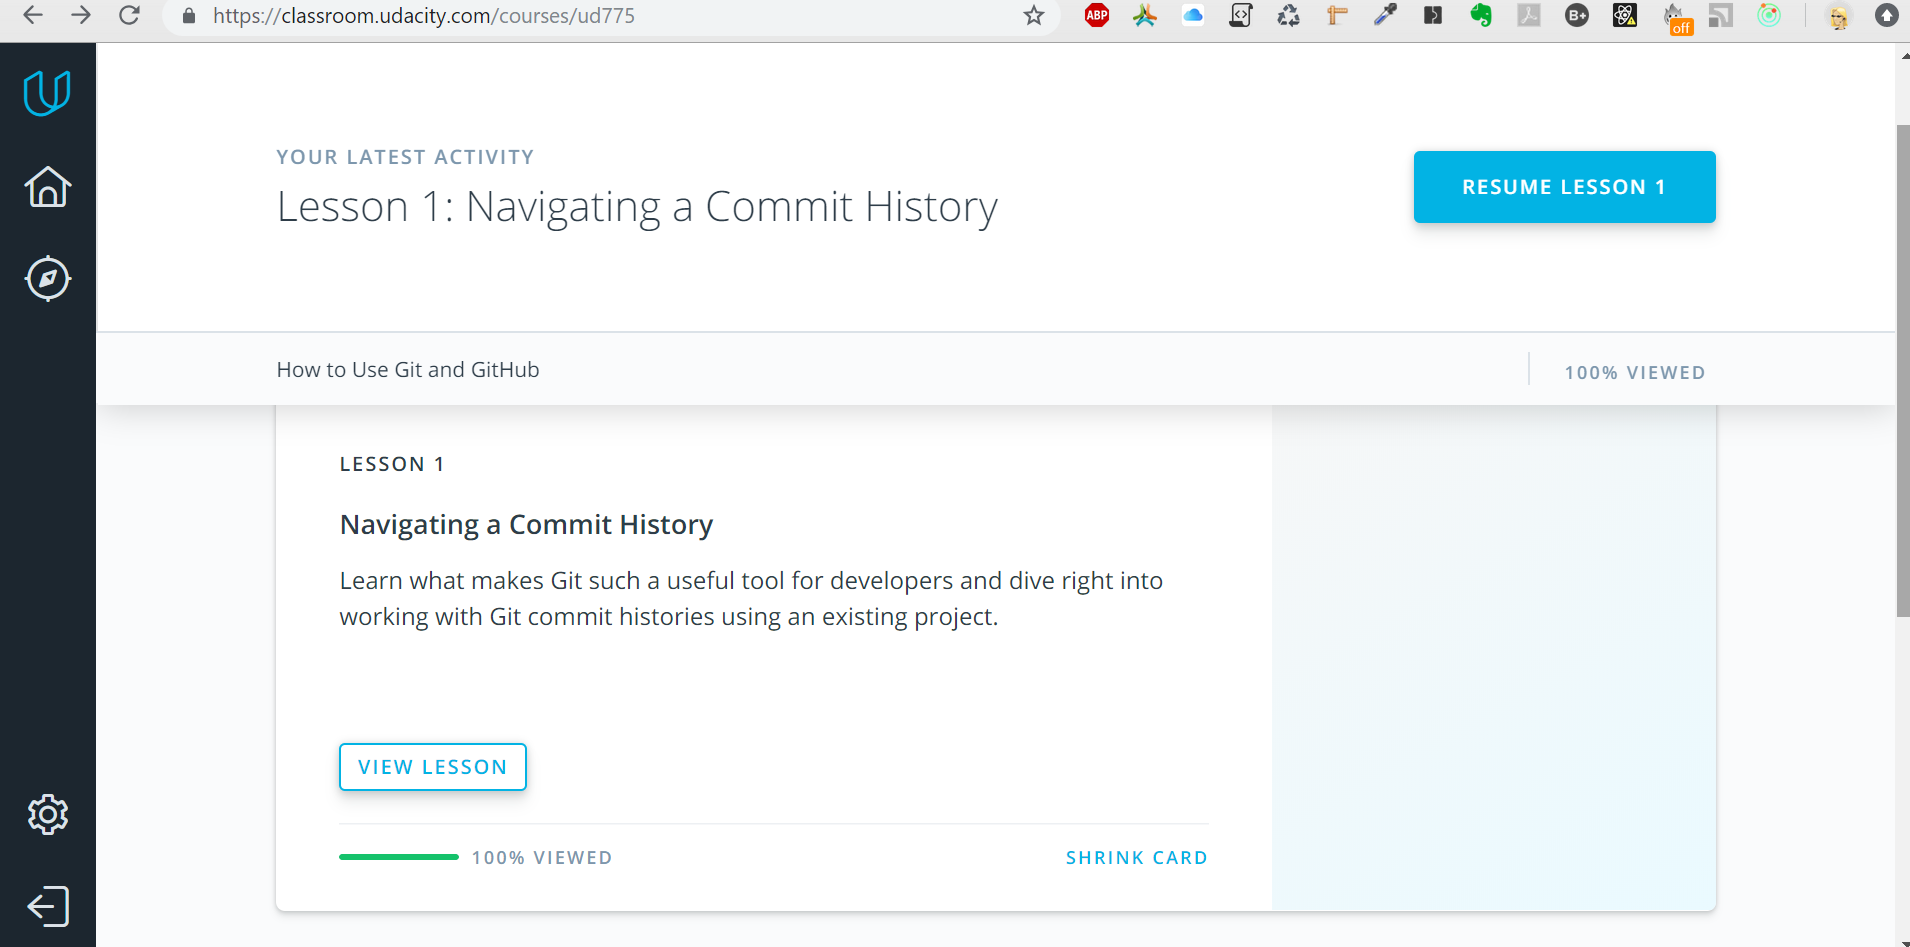 https://classroom.udacity.com/courses/ud775
ABP
B+
off
YOUR LATEST ACTIVITY
Lesson 1: Navigating a Commit History
RESUME LESSON 1
How to Use Git and GitHub
100% VIEWED
LESSON 1
Navigating a Commit History
Learn what makes Git such a useful tool for developers and dive right into
working with Git commit histories using an existing project.
VIEW LESSON
100% VIEWED
SHRINK CARD